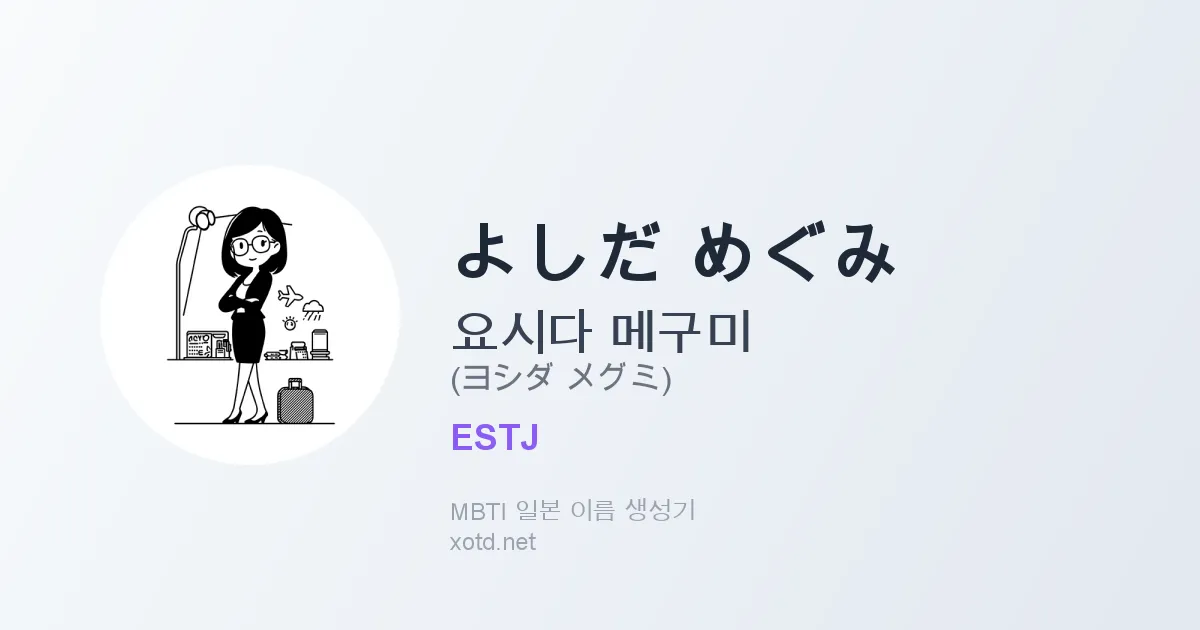 よしだ めぐみ
요시다 메구미
(ヨシダ メグミ)
ESTJ
MBTI 일본 이름 생성기
xotd.net